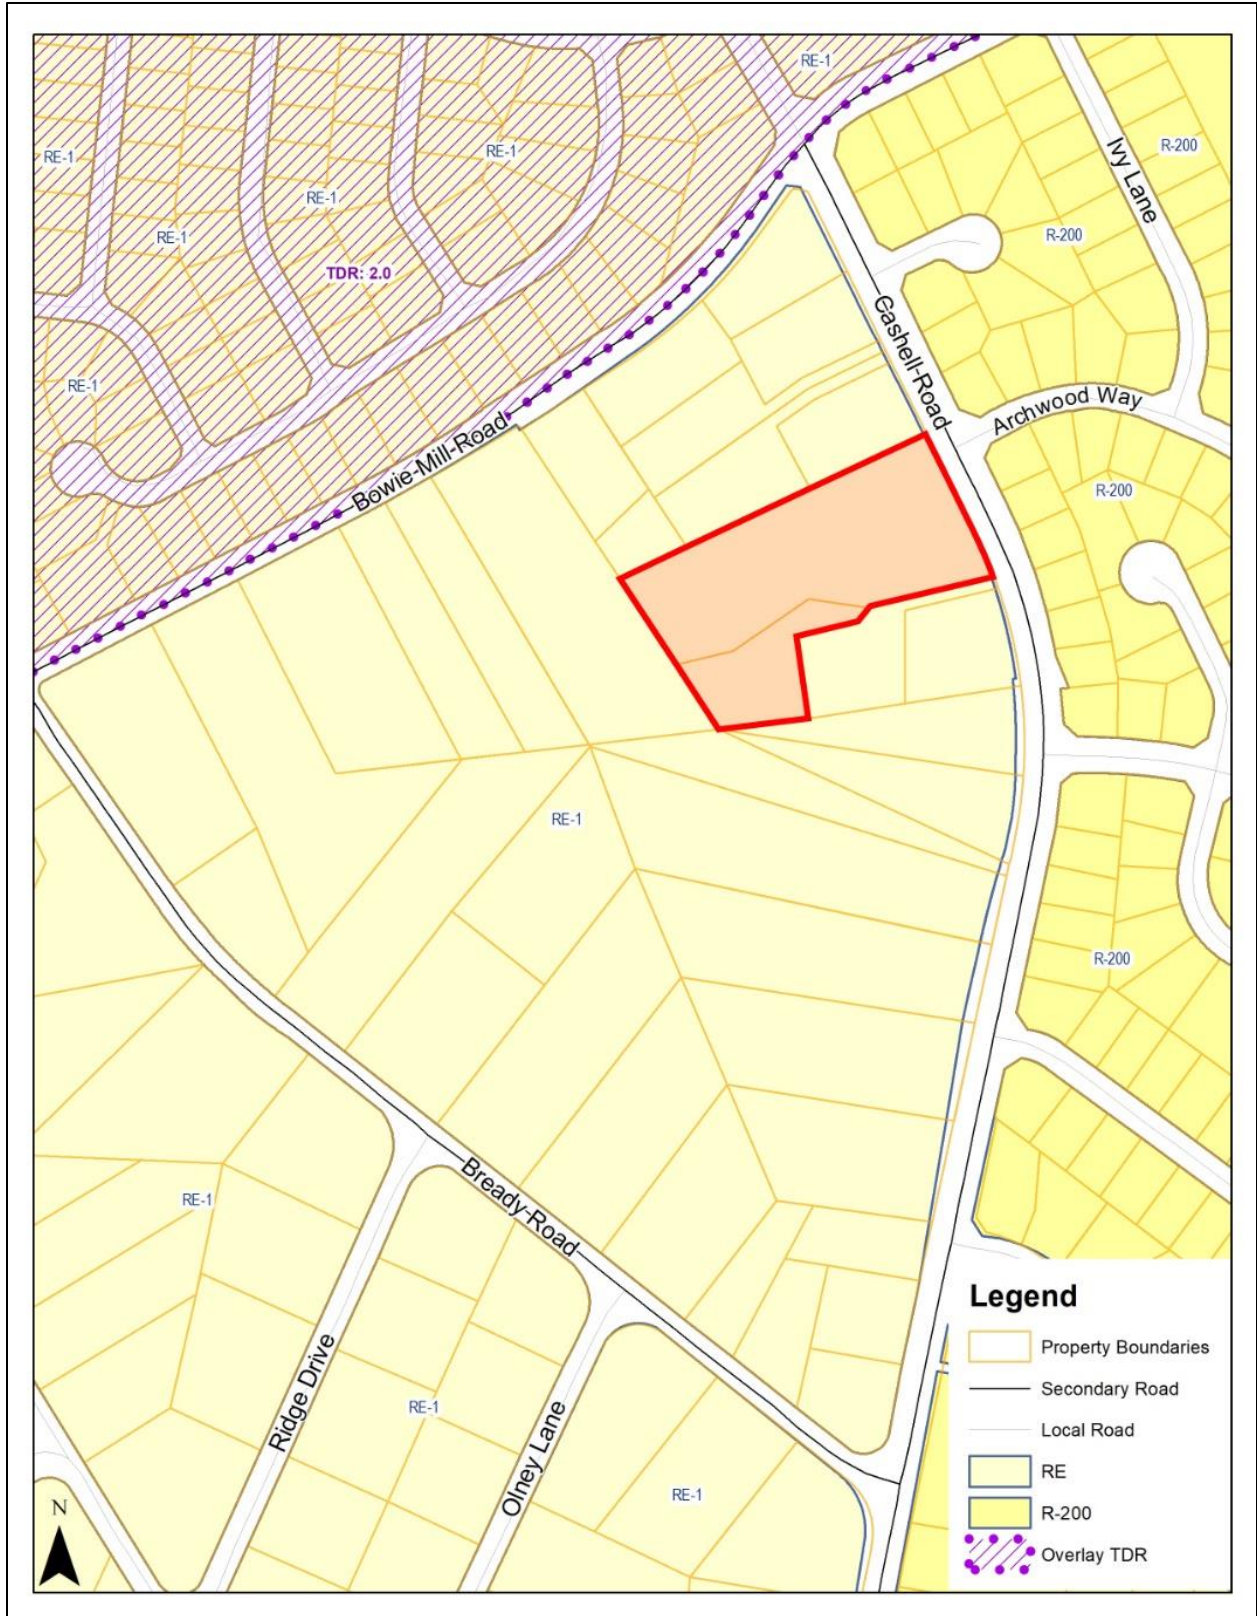 RE-1
RE-1
RE-1
RE-1
RE-1
TDR: 2.0
RE-1
R-200
Ivy Lane
R-200
Cashell-Road
Archwood Way
R-200
Bowie-Mill-Road
RE-1
R-200
RE-1
Bready-Road
Ridge Drive
RE-1
Olney Lane
RE-1
N
Legend
Property Boundaries
Secondary Road
Local Road
RE
R-200
Overlay TDR